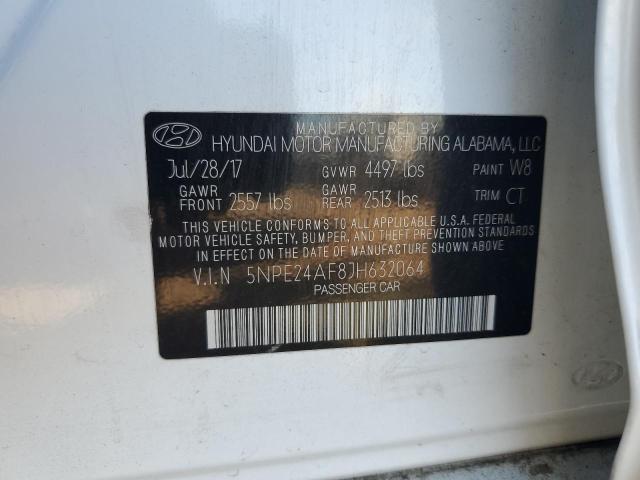 MANUFACTURED BY
HYUNDAI MOTOR MANUFACTURING ALABAMA, LLC
Jul/28/17 GVWR 4497 lbs PAINT W8
GAWR FRONT 2557 lbs GAWR REAR 2513 lbs TRIM CT
THIS VEHICLE CONFORMS TO ALL APPLICABLE U.S.A. FEDERAL
MOTOR VEHICLE SAFETY, BUMPER, AND THEFT PREVENTION
STANDARDS IN EFFECT ON THE DATE OF MANUFACTURE SHOWN ABOVE.
V.I.N 5NPE24AF8JH632064
PASSENGER CAR